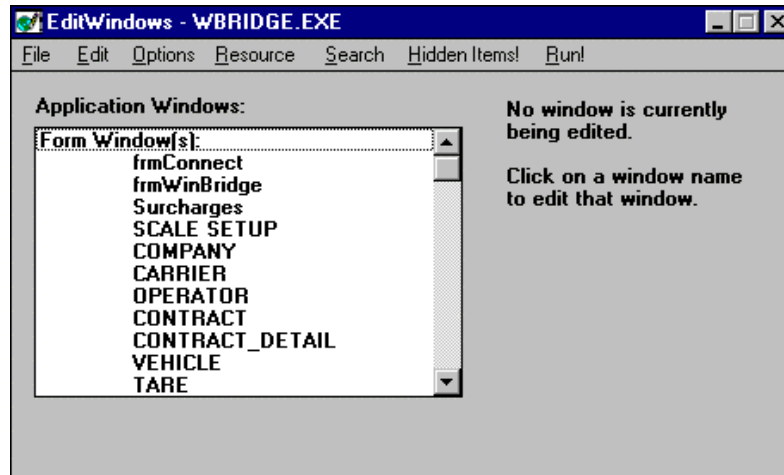 EditWindows - WBRIDGE.EXE
File Edit Options Resource Search Hidden Items! Run!
Application Windows:
Form Window(s):
frmConnect
frmWinBridge
Surcharges
SCALE SETUP
COMPANY
CARRIER
OPERATOR
CONTRACT
CONTRACT_DETAIL
VEHICLE
TARE
No window is currently
being edited.
Click on a window name
to edit that window.